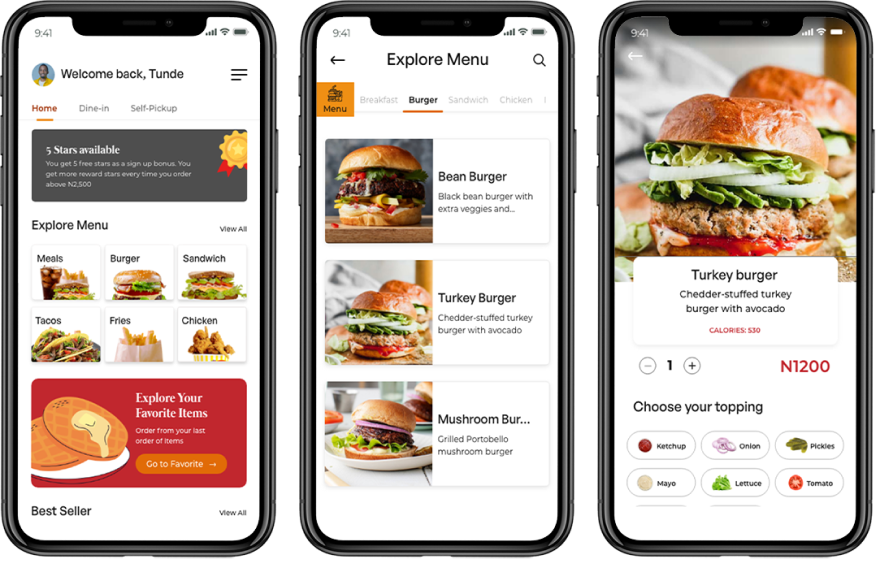 9:41
Welcome back, Tunde
Home Dine-in Self-Pickup
5 Stars available
You get 5 free stars as a sign up bonus. You
get more reward stars every time you order
above N2,500
Explore Menu View All
Meals Burger Sandwich
Tacos Fries Chicken
Explore Your
Favorite Items
Order from your last
order of items
Go to Favorite →
Best Seller View All
9:41
Explore Menu
Menu Breakfast Burger Sandwich Chicken
Bean Burger
Black bean burger with
extra veggies and...
Turkey Burger
Chedder-stuffed turkey
burger with avocado
Mushroom Bur...
Grilled Portobello
mushroom burger
9:41
Turkey burger
Chedder-stuffed turkey
burger with avocado
CALORIES: 530
1 N1200
Choose your topping
Ketchup Onion Pickles
Mayo Lettuce Tomato